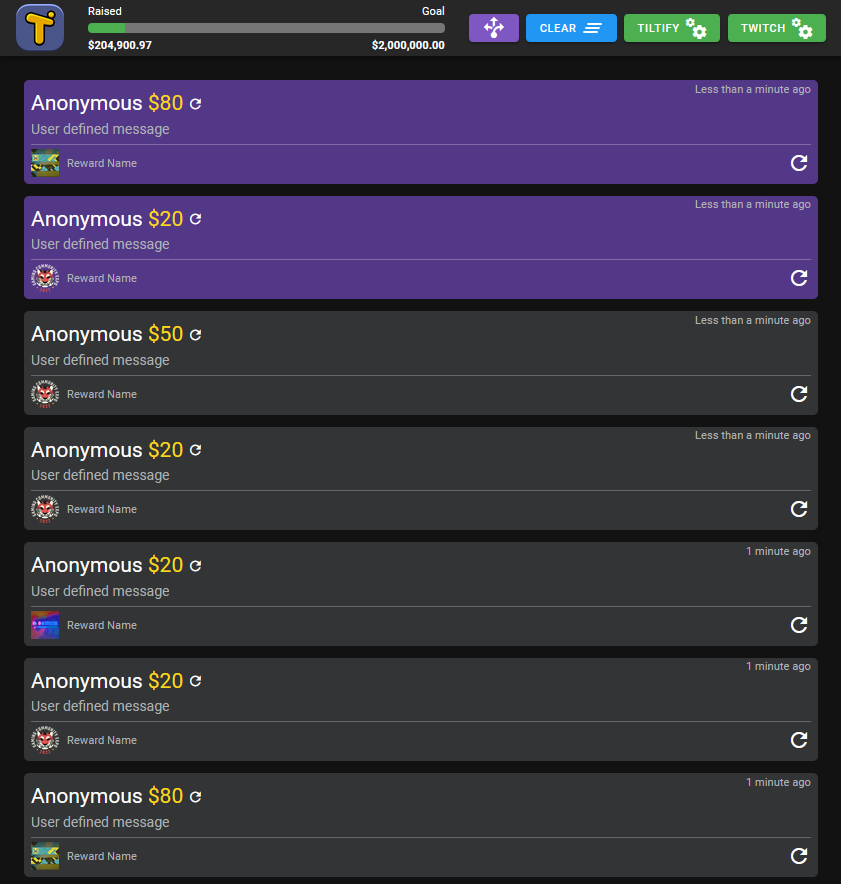 Raised Goal
$204,900.97 $2,000,000.00
CLEAR
TILTIFY
TWITCH
Less than a minute ago
Anonymous $80
User defined message
Reward Name
Less than a minute ago
Anonymous $20
User defined message
Reward Name
Less than a minute ago
Anonymous $50
User defined message
Reward Name
Less than a minute ago
Anonymous $20
User defined message
Reward Name
1 minute ago
Anonymous $20
User defined message
Reward Name
1 minute ago
Anonymous $20
User defined message
Reward Name
1 minute ago
Anonymous $80
User defined message
Reward Name